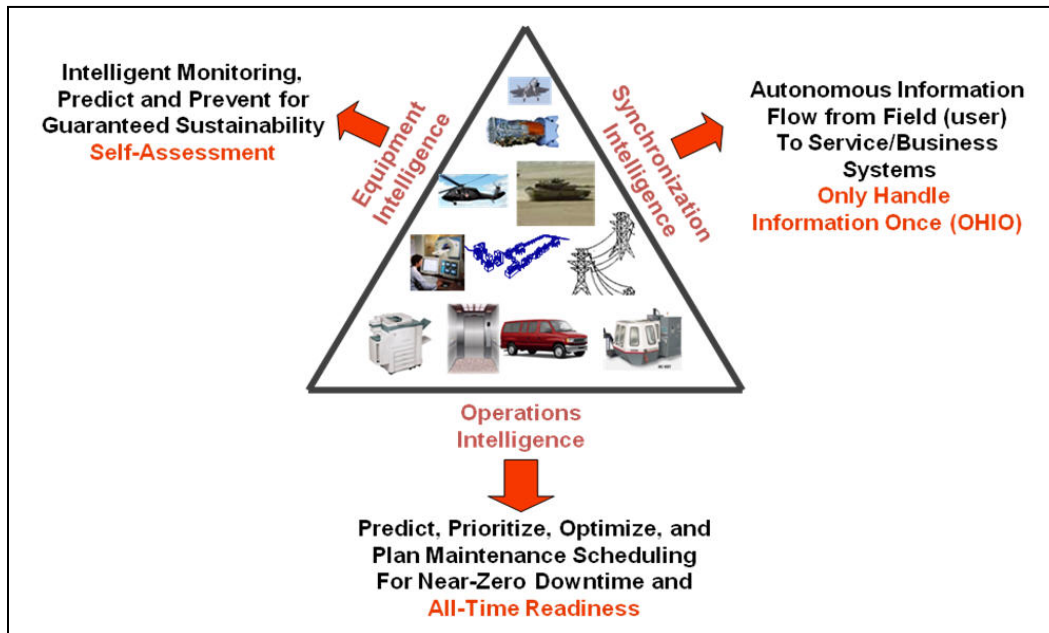 Intelligent Monitoring,
Predict and Prevent for
Guaranteed Sustainability
Self-Assessment
Equipment
Intelligence
Synchronization
Intelligence
Autonomous Information
Flow from Field (user)
To Service/Business
Systems
Only Handle
Information Once (OHIO)
Operations
Intelligence
Predict, Prioritize, Optimize, and
Plan Maintenance Scheduling
For Near-Zero Downtime and
All-Time Readiness